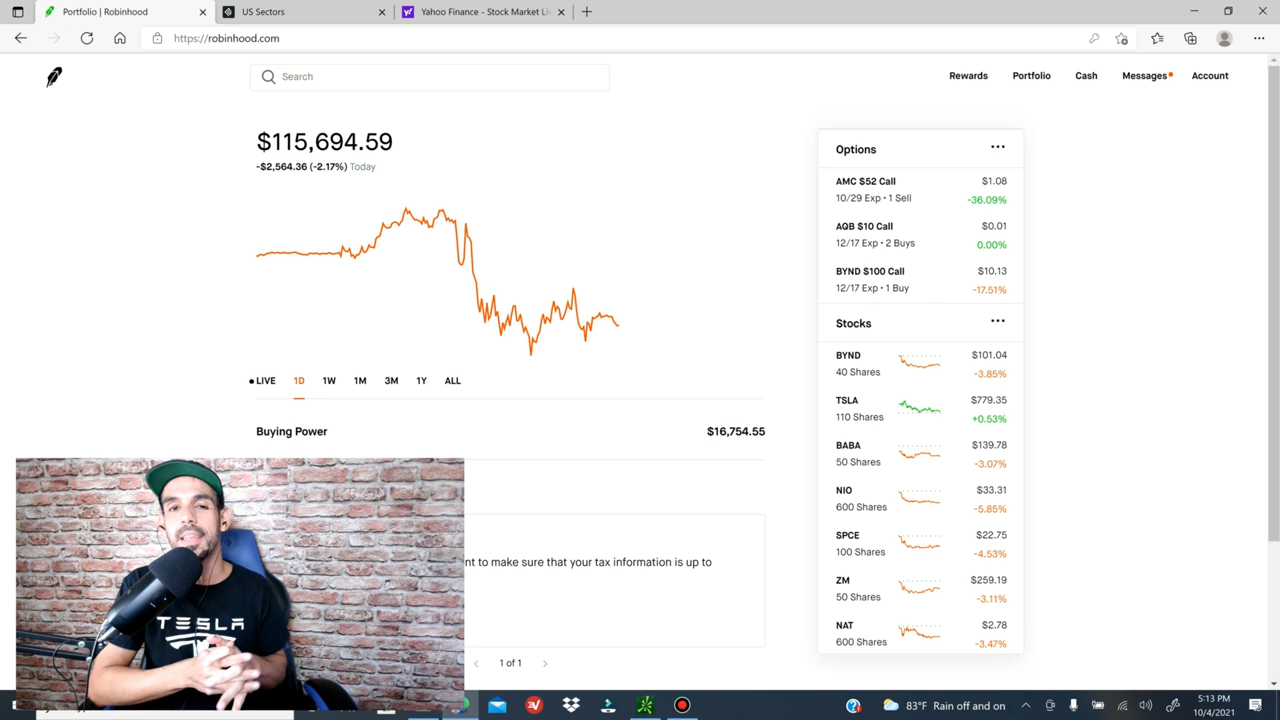 Portfolio | Robinhood
US Sectors
Yahoo Finance - Stock Market Li
https://robinhood.com
Search
Rewards
Portfolio
Cash
Messages
Account
$115,694.59
-$2,564.36 (-2.17%) Today
LIVE
1D
1W
1M
3M
1Y
ALL
Buying Power
$16,754.55
nt to make sure that your tax information is up to
1 of 1
Options
AMC $52 Call
$1.08
10/29 Exp • 1 Sell
-36.09%
AQB $10 Call
$0.01
12/17 Exp • 2 Buys
0.00%
BYND $100 Call
$10.13
12/17 Exp • 1 Buy
-17.51%
Stocks
BYND
$101.04
40 Shares
-3.85%
TSLA
$779.35
110 Shares
+0.53%
BABA
$139.78
50 Shares
-3.07%
NIO
$33.31
600 Shares
-5.85%
SPCE
$22.75
100 Shares
-4.53%
ZM
$259.19
50 Shares
-3.11%
NAT
$2.78
600 Shares
-3.47%
TESLA
83°F Rain off and on
5:13 PM
10/4/2021